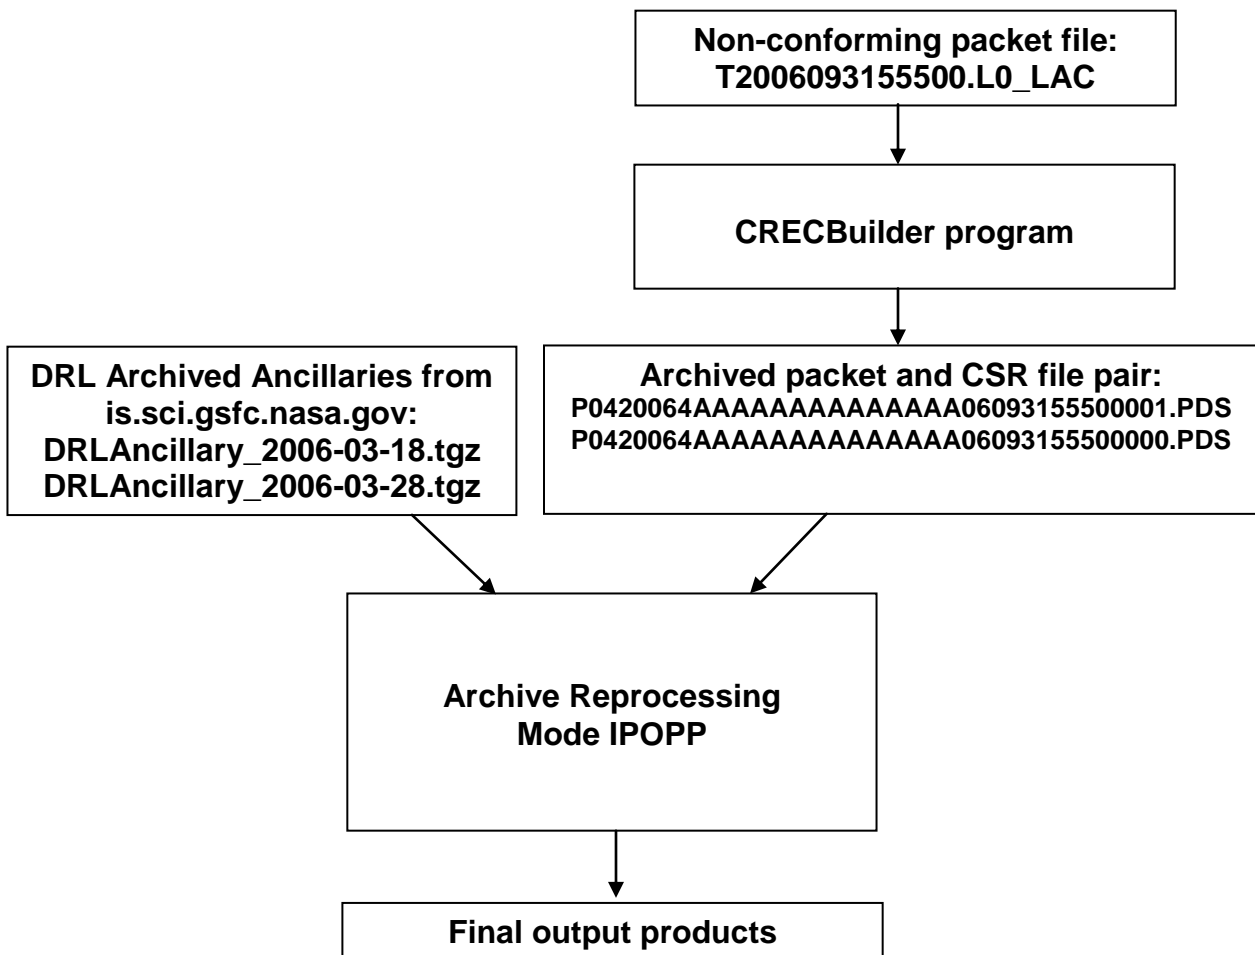 Non-conforming packet file:
T2006093155500.L0_LAC
CRECBuilder program
DRL Archived Ancillaries from
is.sci.gsfc.nasa.gov:
DRLAncillary_2006-03-18.tgz
DRLAncillary_2006-03-28.tgz
Archived packet and CSR file pair:
P0420064AAAAAAAAAAAAAA06093155500001.PDS
P0420064AAAAAAAAAAAAAA06093155500000.PDS
Archive Reprocessing
Mode IPOPP
Final output products